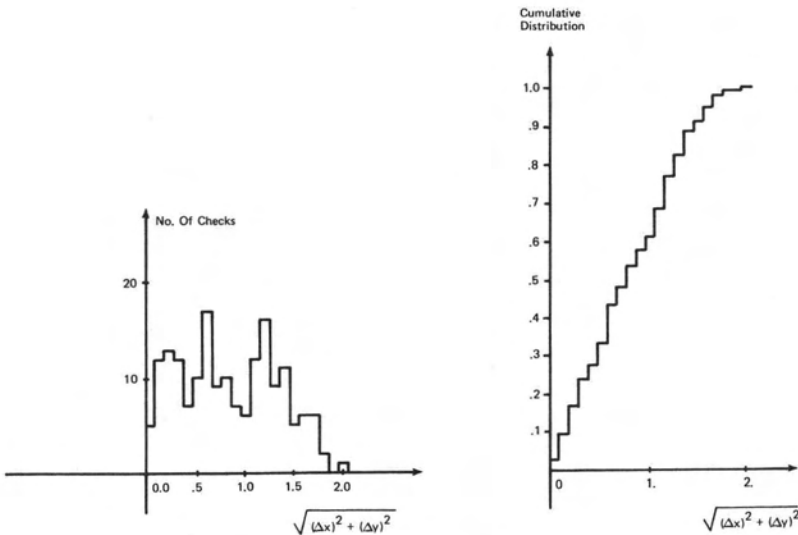 Cumulative
Distribution
1.0
.9
.8
.7
.6
.5
.4
.3
.2
.1
0 1. 2.
√(Δx)² + (Δy)²
No. Of Checks
20
10
0.0 .5 1.0 1.5 2.0
√(Δx)² + (Δy)²